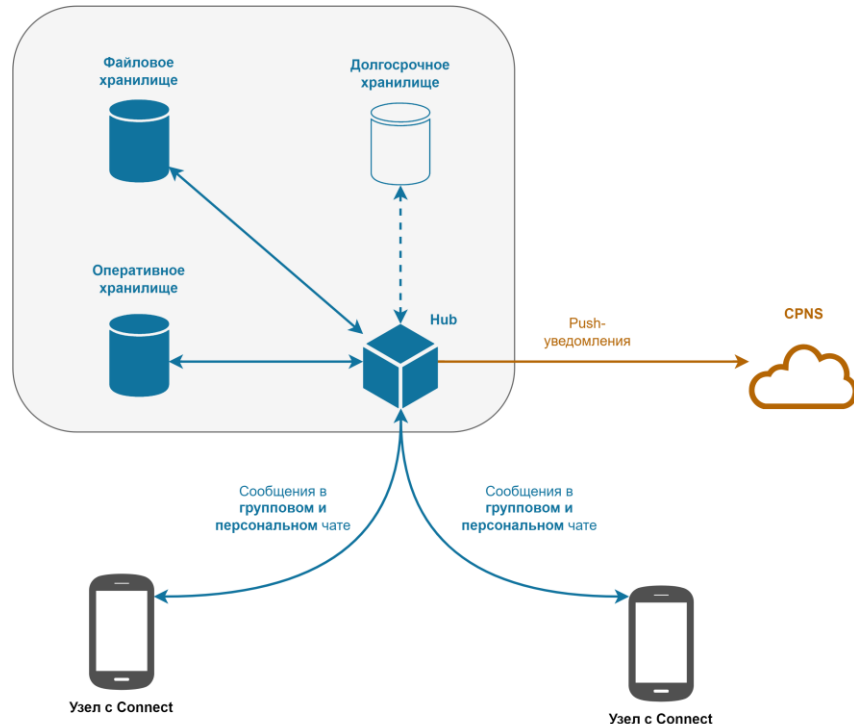 Файловое
хранилище
Долгосрочное
хранилище
Оперативное
хранилище
Hub
Push-
уведомления
CPNS
Сообщения в
групповом и
персональном чате
Сообщения в
групповом и
персональном чате
Узел с Connect
Узел с Connect